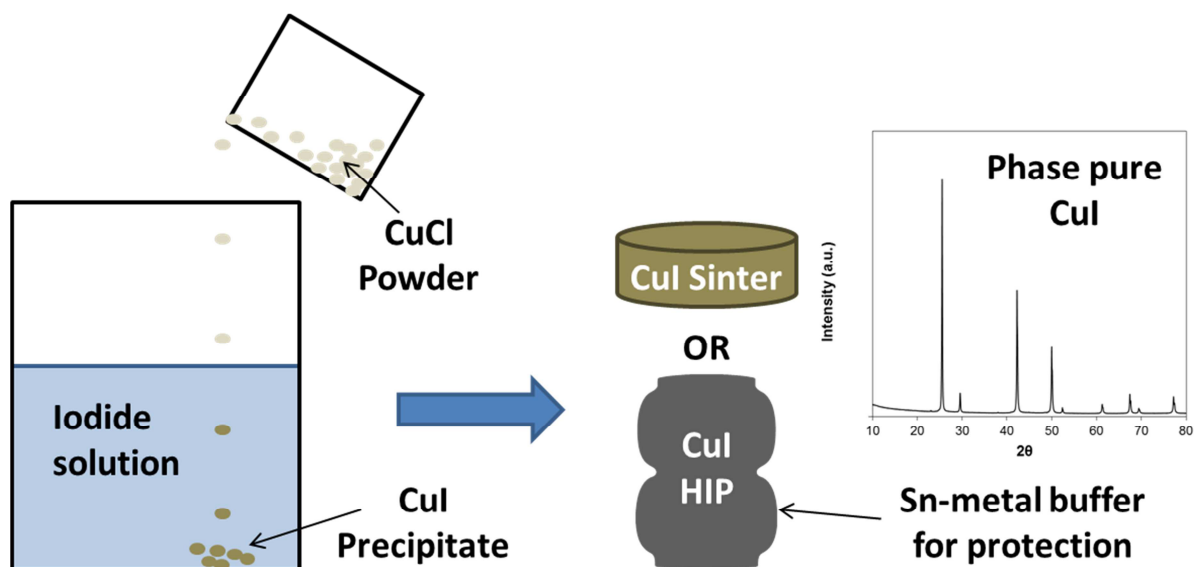 CuCl
Powder
Iodide
solution
CuI
Precipitate
CuI Sinter
OR
CuI
HIP
Sn-metal buffer
for protection
Phase pure
CuI
Intensity (a.u.)
10 20 30 40 50 60 70 80
2θ